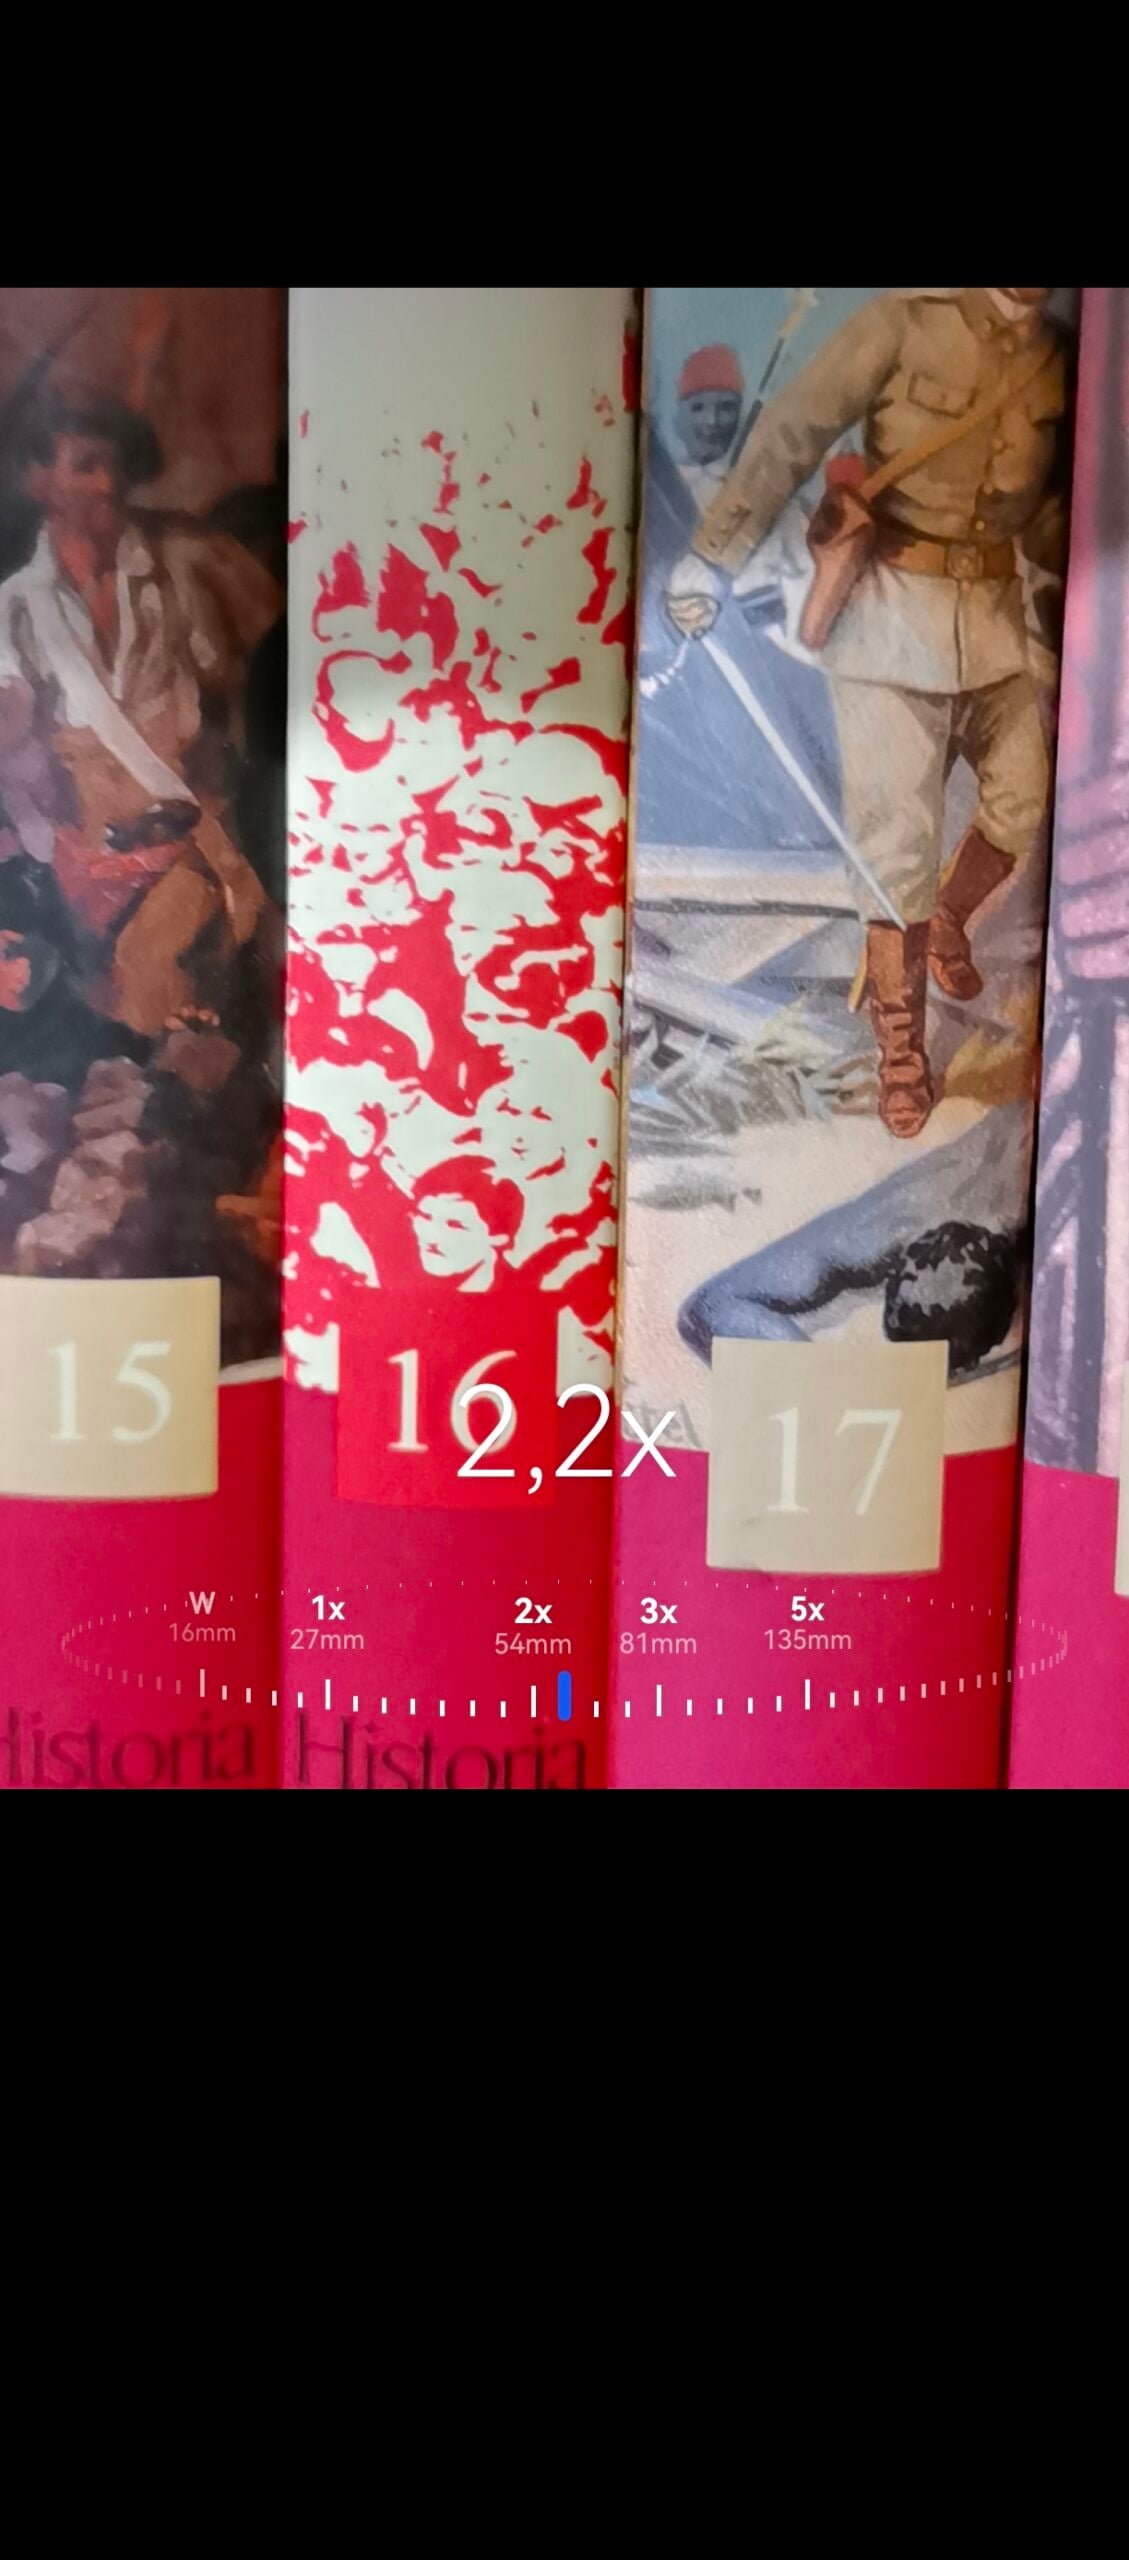 15
16
17
2,2x
W
16mm
1x
27mm
2x
54mm
3x
81mm
5x
135mm
Historia
Historia